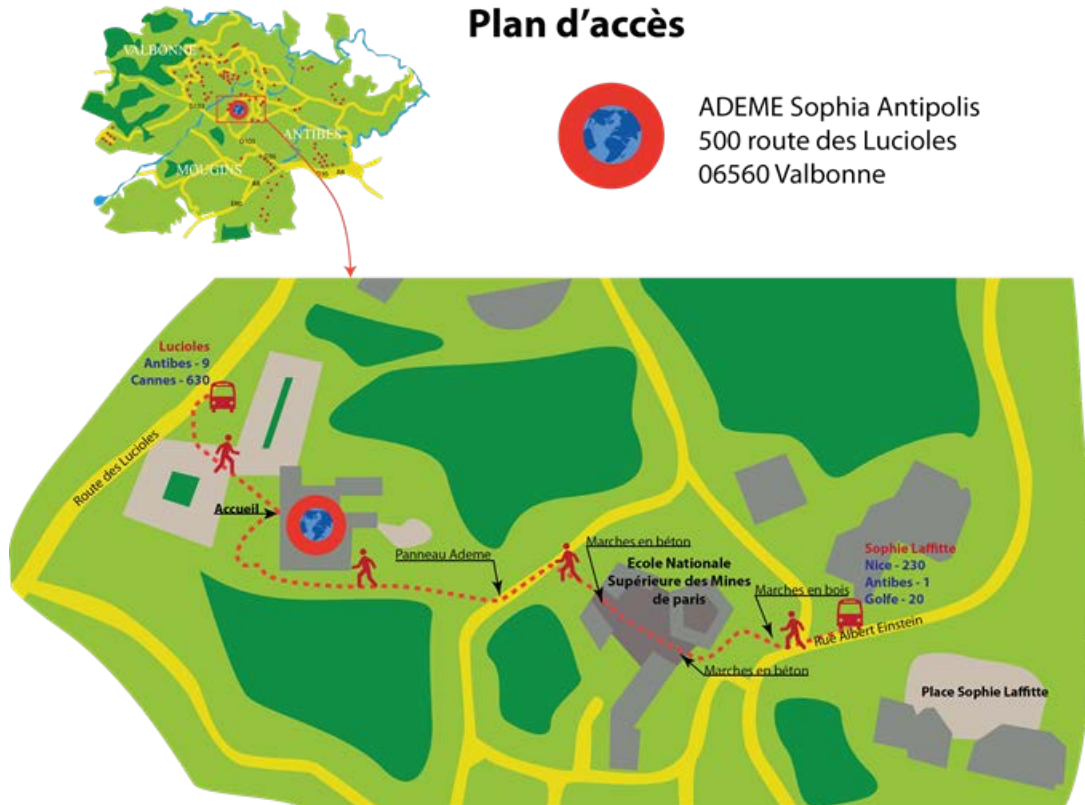 Plan d'accès
VALBONNE
ANTIBES
MOUGINS
ADEME Sophia Antipolis
500 route des Lucioles
06560 Valbonne
Lucioles
Antibes - 9
Cannes - 630
Route des Lucioles
Accueil
Panneau Ademe
Marches en béton
Ecole Nationale
Supérieure des Mines
de paris
Marches en bois
Sophie Laffitte
Nice - 230
Antibes - 1
Golfe - 20
Rue Albert Einstein
Marches en béton
Place Sophie Laffitte